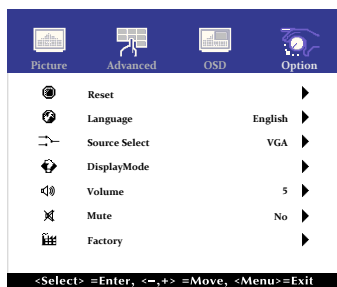 Picture Advanced OSD Option
Reset
Language English
Source Select VGA
DisplayMode
Volume 5
Mute No
Factory
<Select> =Enter, <−,+> =Move, <Menu>=Exit